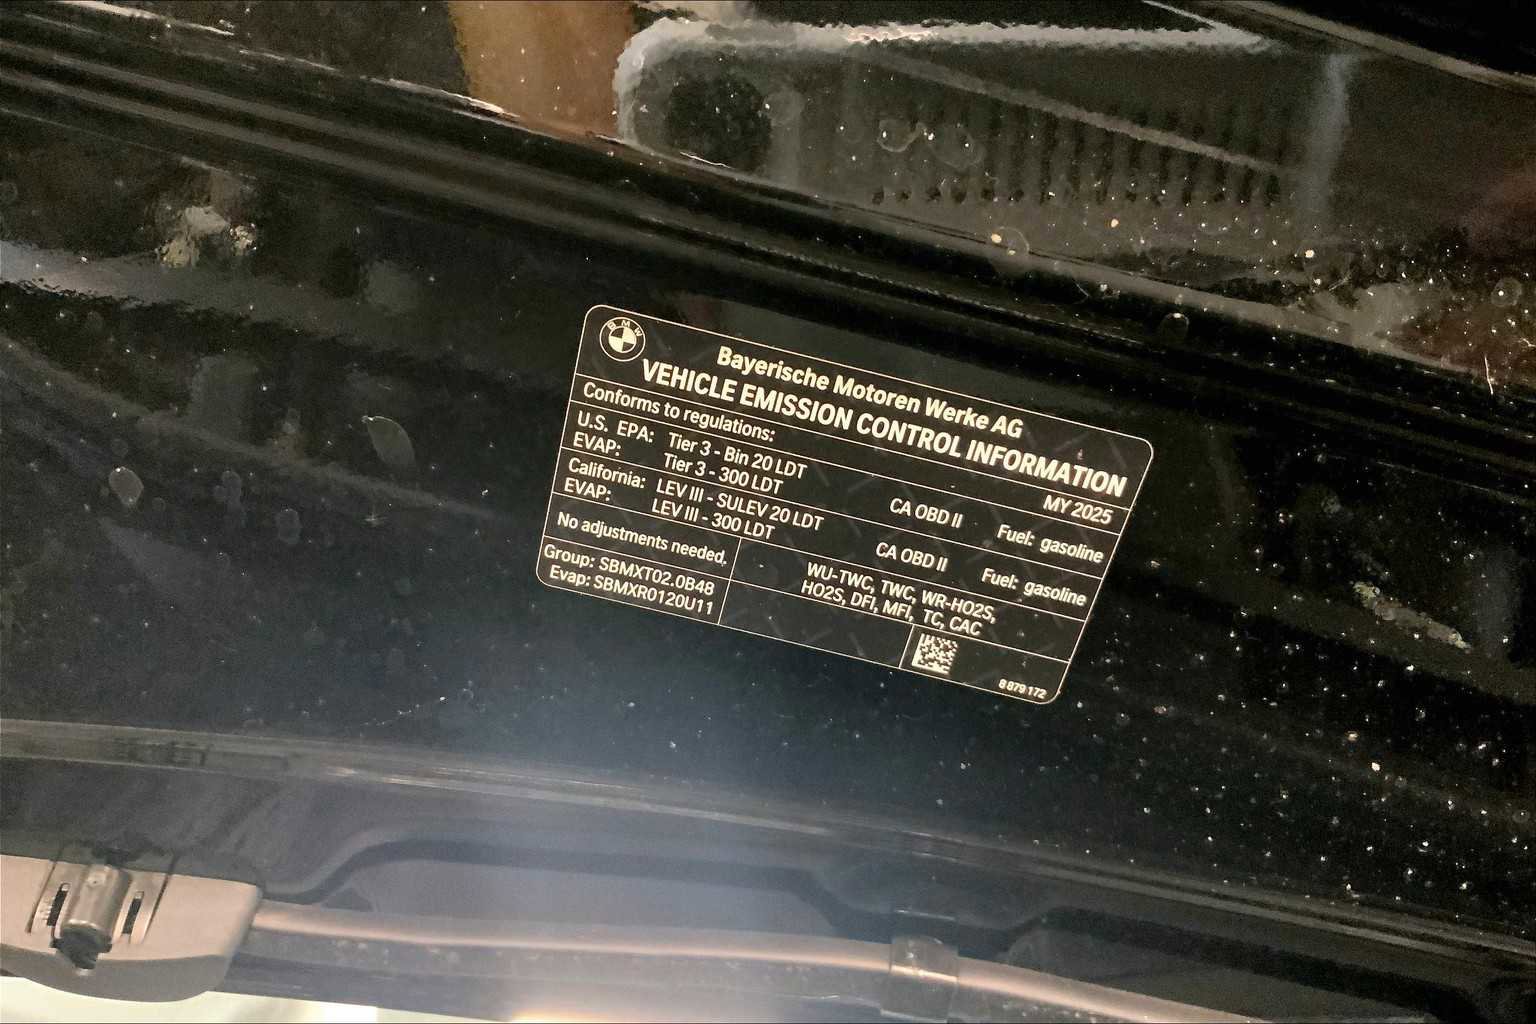 BMW
Bayerische Motoren Werke AG
VEHICLE EMISSION CONTROL INFORMATION
Conforms to regulations: MY 2025
U.S. EPA: Tier 3 - Bin 20 LDT CA OBD II Fuel: gasoline
EVAP: Tier 3 - 300 LDT
California: LEV III - SULEV 20 LDT CA OBD II Fuel: gasoline
EVAP: LEV III - 300 LDT
No adjustments needed.
WU-TWC, TWC, WR-HO2S,
HO2S, DFI, MFI, TC, CAC
Group: SBMXT02.0B48
Evap: SBMXR0120U11
8 879 172